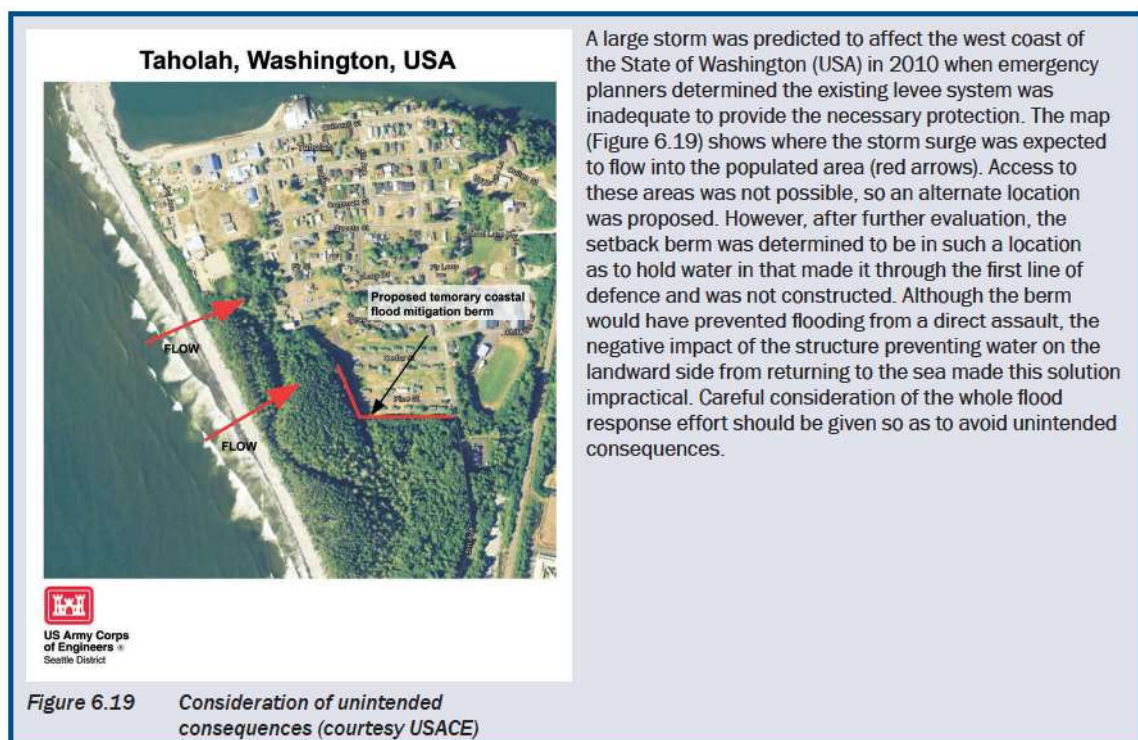 Taholah, Washington, USA
Taholah
Proposed temorary coastal
flood mitigation berm
FLOW
FLOW
US Army Corps
of Engineers ®
Seattle District
Figure 6.19 Consideration of unintended
consequences (courtesy USACE)
A large storm was predicted to affect the west coast of
the State of Washington (USA) in 2010 when emergency
planners determined the existing levee system was
inadequate to provide the necessary protection. The map
(Figure 6.19) shows where the storm surge was expected
to flow into the populated area (red arrows). Access to
these areas was not possible, so an alternate location
was proposed. However, after further evaluation, the
setback berm was determined to be in such a location
as to hold water in that made it through the first line of
defence and was not constructed. Although the berm
would have prevented flooding from a direct assault, the
negative impact of the structure preventing water on the
landward side from returning to the sea made this solution
impractical. Careful consideration of the whole flood
response effort should be given so as to avoid unintended
consequences.